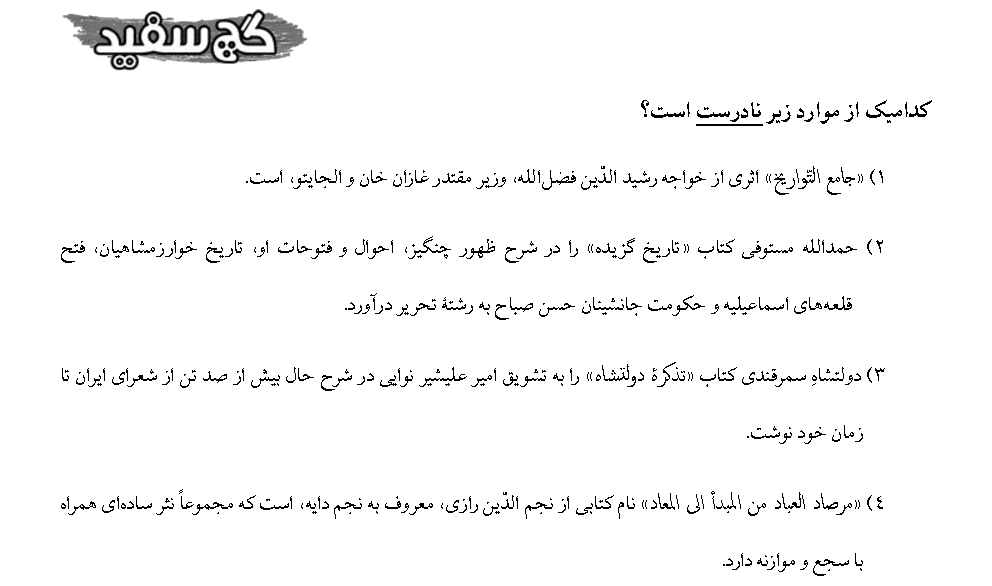 گچ سفید
کدامیک از موارد زیر نادرست است؟
۱) «جامع التّواریخ» اثری از خواجه رشید الدّین فضل‌الله، وزیر مقتدر غازان خان و الجایتو، است.
۲) حمدالله مستوفی کتاب «تاریخ گزیده» را در شرح ظهور چنگیز، احوال و فتوحات او، تاریخ خوارزمشاهیان، فتح
قلعه‌های اسماعیلیه و حکومت جانشینان حسن صباح به رشتهٔ تحریر درآورد.
۳) دولتشاهِ سمرقندی کتاب «تذکرهٔ دولتشاه» را به تشویق امیر علیشیر نوایی در شرح حال بیش از صد تن از شعرای ایران تا
زمان خود نوشت.
۴) «مرصاد العباد من المبدأ الی المعاد» نام کتابی از نجم الدّین رازی، معروف به نجم دایه، است که مجموعاً نثر ساده‌ای همراه
با سجع و موازنه دارد.